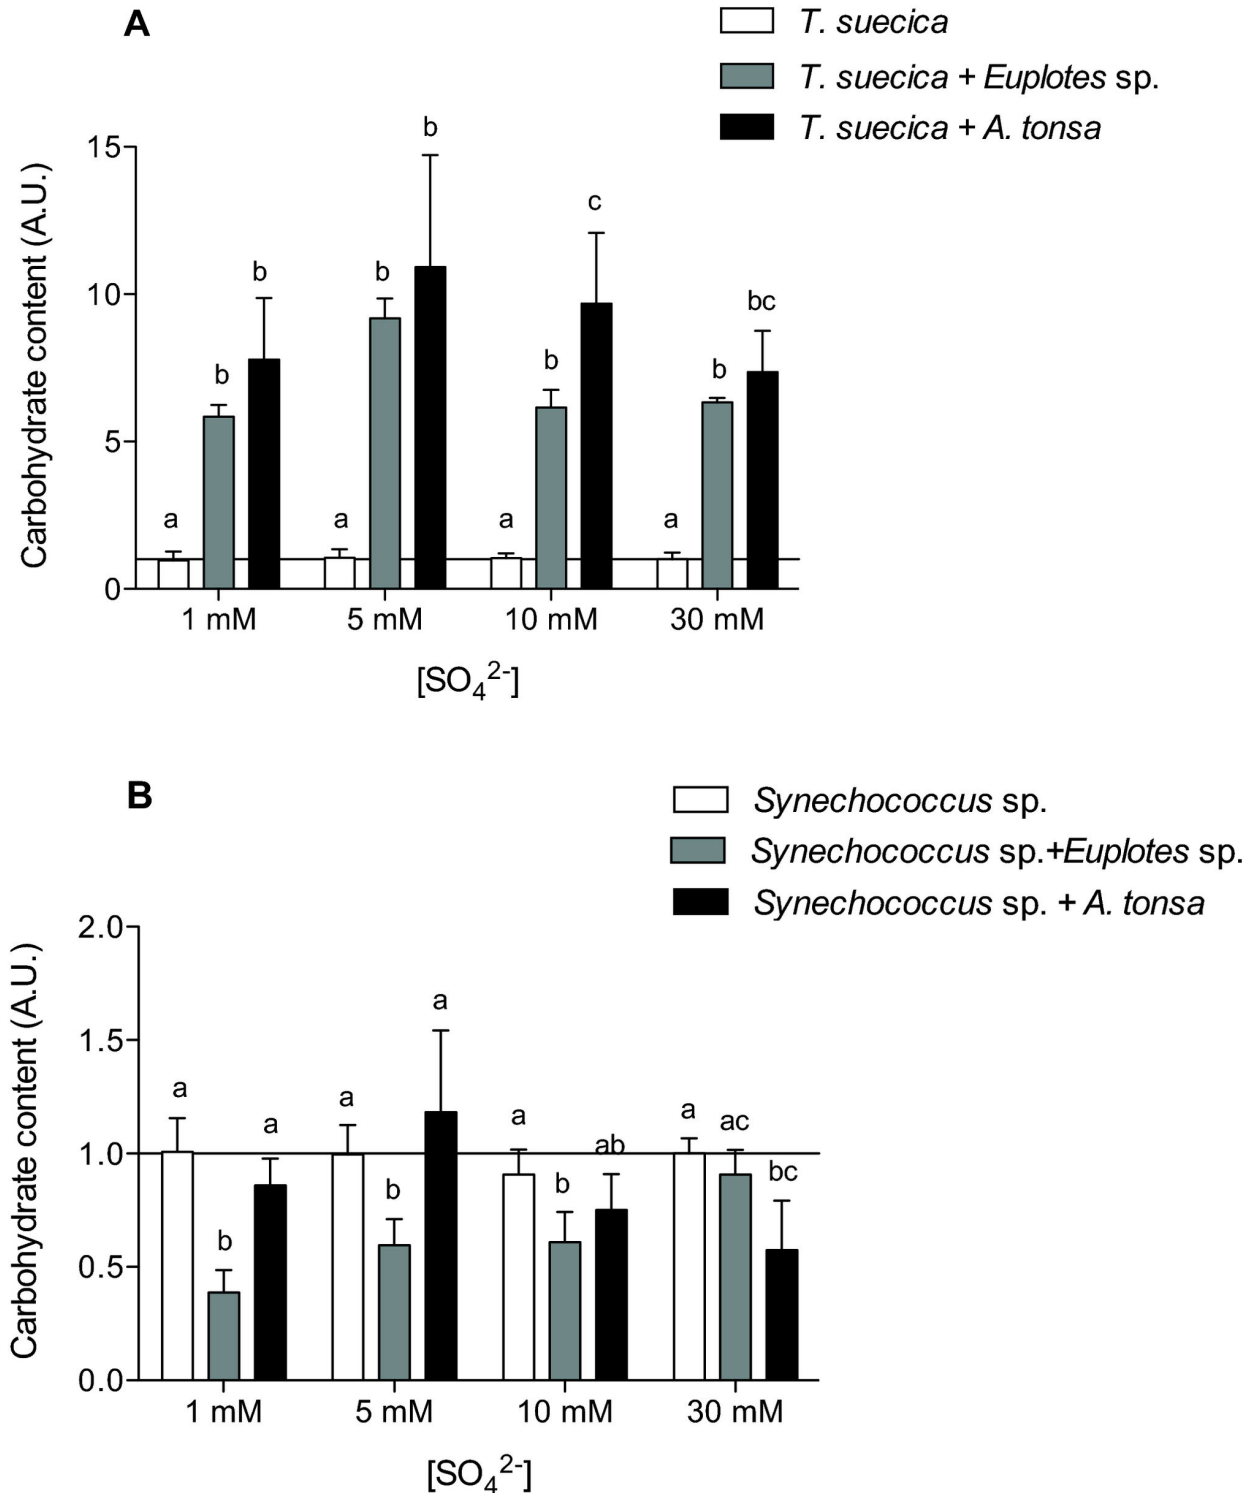 A
T. suecica
T. suecica + Euplotes sp.
T. suecica + A. tonsa
Carbohydrate content (A.U.)
15
10
5
0
a b b
a b b
a b c
a b bc
1 mM 5 mM 10 mM 30 mM
[SO₄²⁻]
B
Synechococcus sp.
Synechococcus sp.+Euplotes sp.
Synechococcus sp. + A. tonsa
Carbohydrate content (A.U.)
2.0
1.5
1.0
0.5
0.0
a b a
a b a
a b ab
a ac bc
1 mM 5 mM 10 mM 30 mM
[SO₄²⁻]